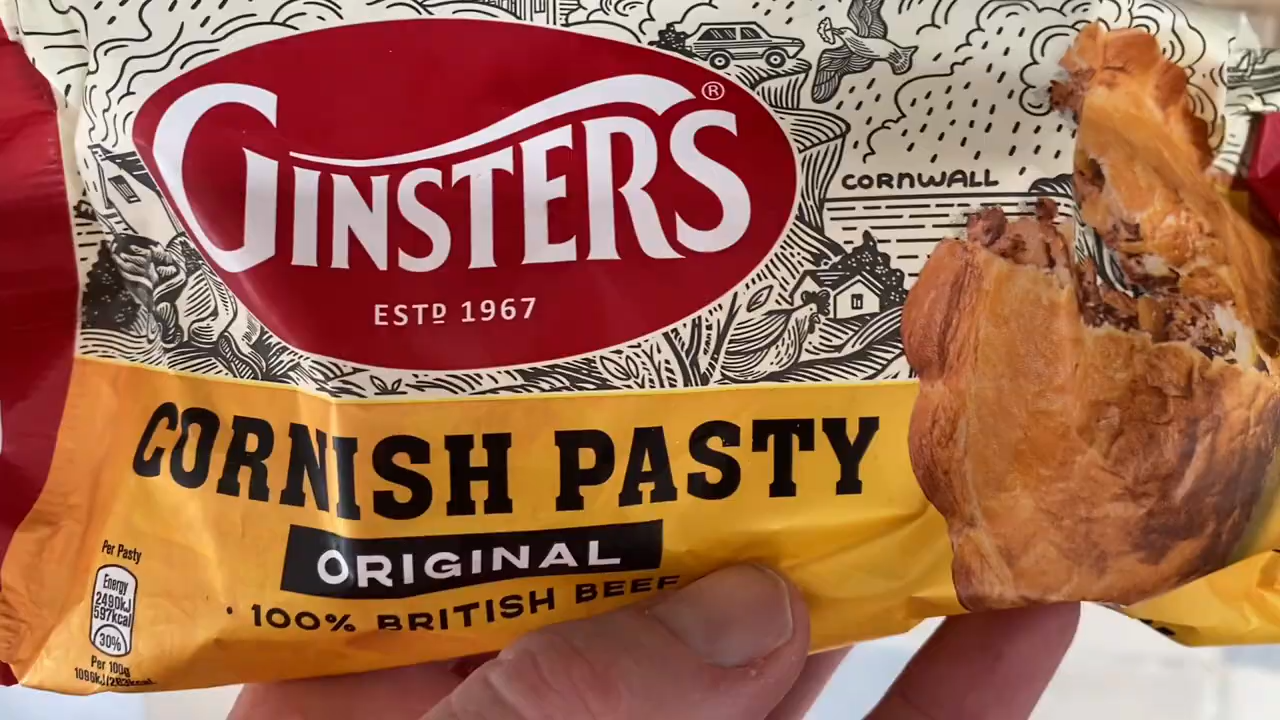 GINSTERS®
ESTD 1967
CORNWALL
CORNISH PASTY
ORIGINAL
• 100% BRITISH BEEF
Per Pasty
Energy
2490kJ
597kcal
30%
Per 100g